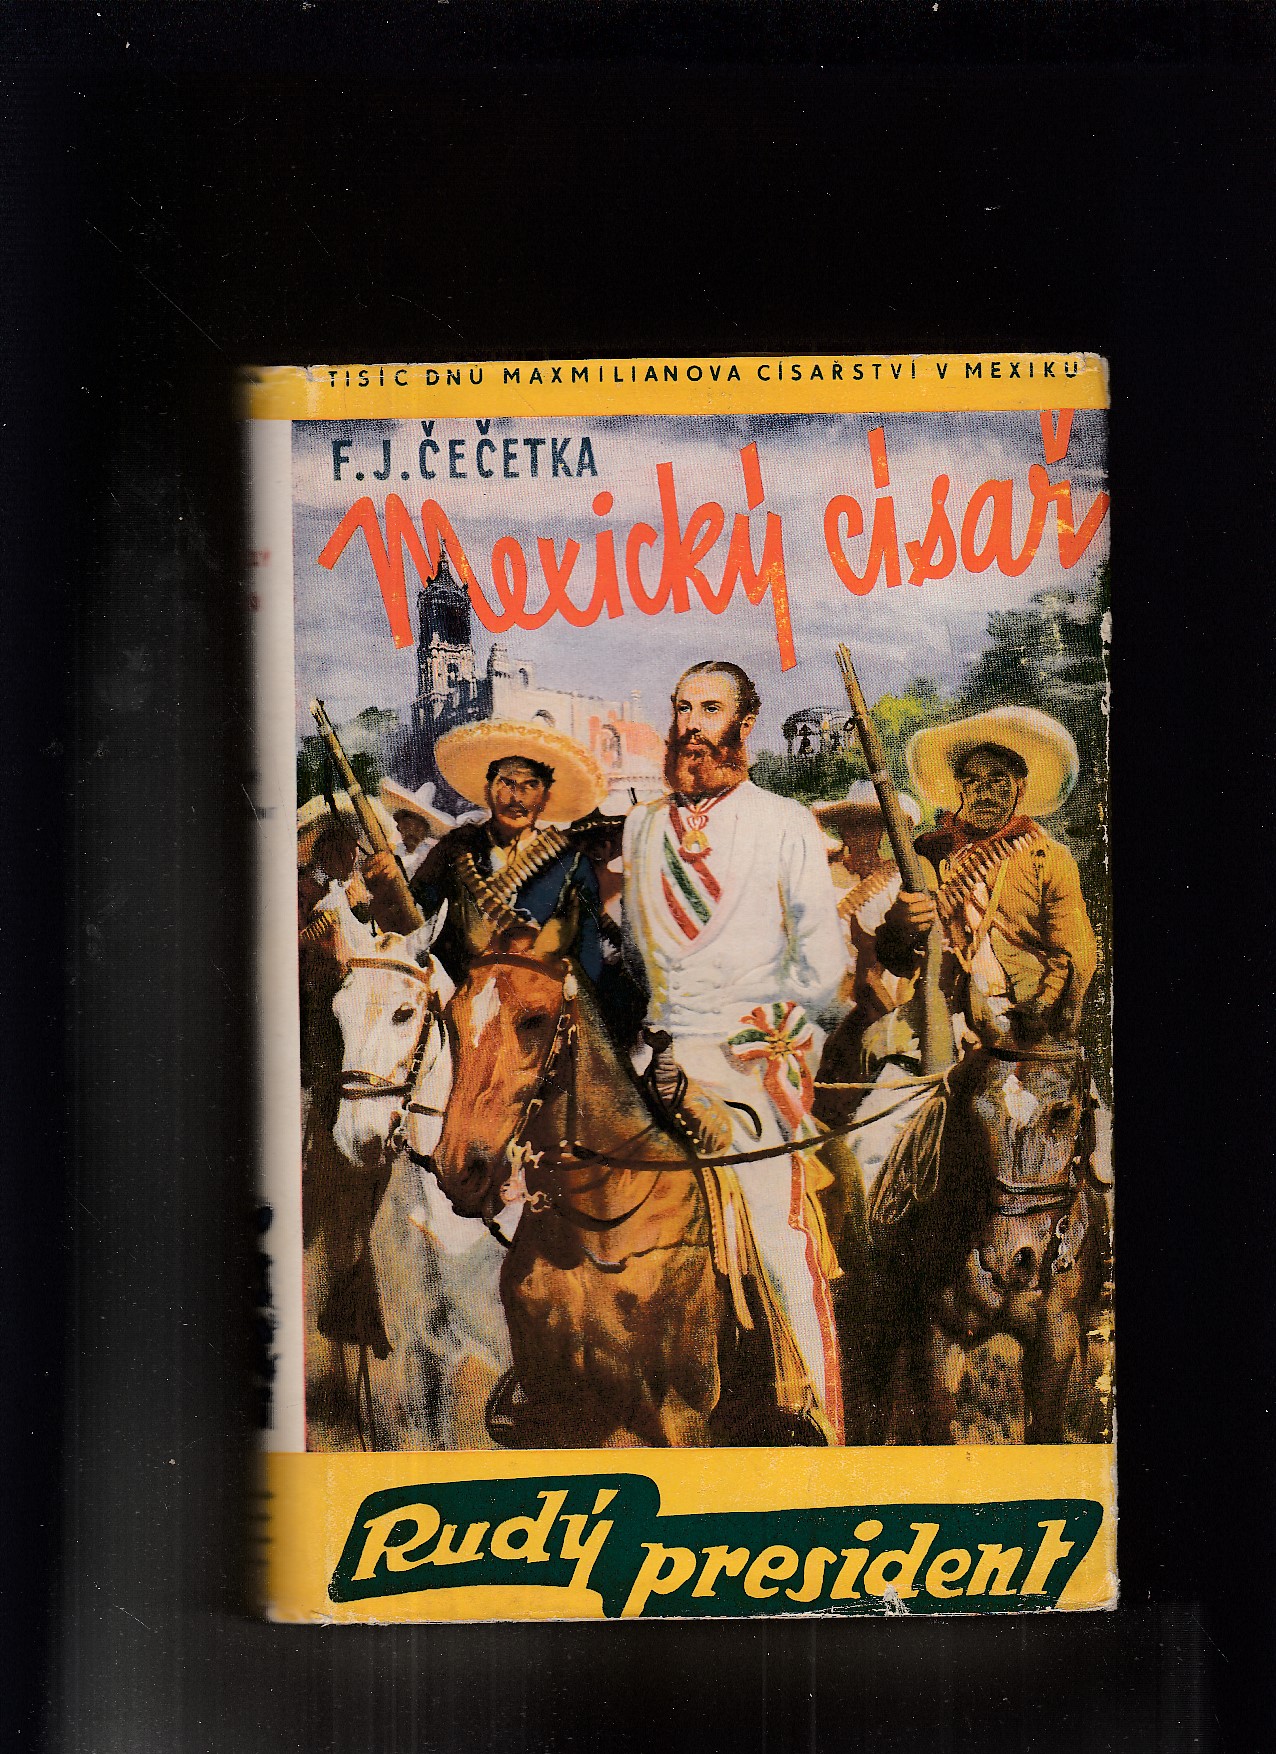 TISÍC DNŮ MAXMILIANOVA CÍSAŘSTVÍ V MEXIKU
F. J. ČEČETKA
Mexický císař
Rudý president